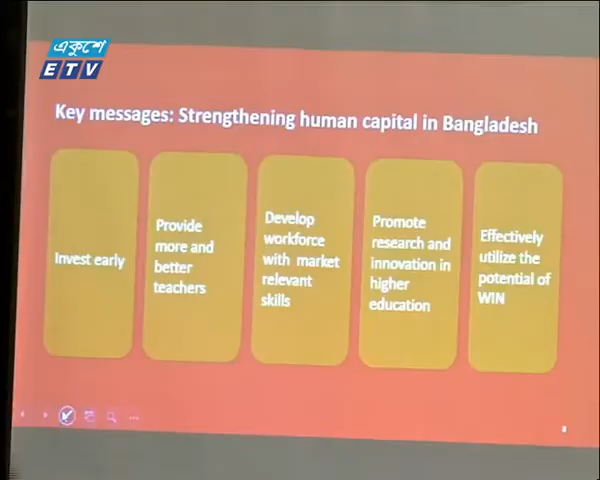 একুশে
ETV
Key messages: Strengthening human capital in Bangladesh
Invest early
Provide
more and
better
teachers
Develop
workforce
with market
relevant
skills
Promote
research and
innovation in
higher
education
Effectively
utilize the
potential of
WIN